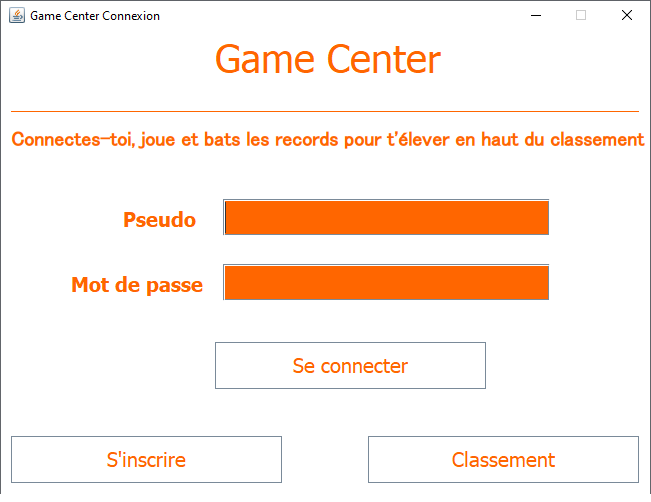 Game Center Connexion
Game Center
Connectes-toi, joue et bats les records pour t'élever en haut du classement
Pseudo
Mot de passe
Se connecter
S'inscrire
Classement